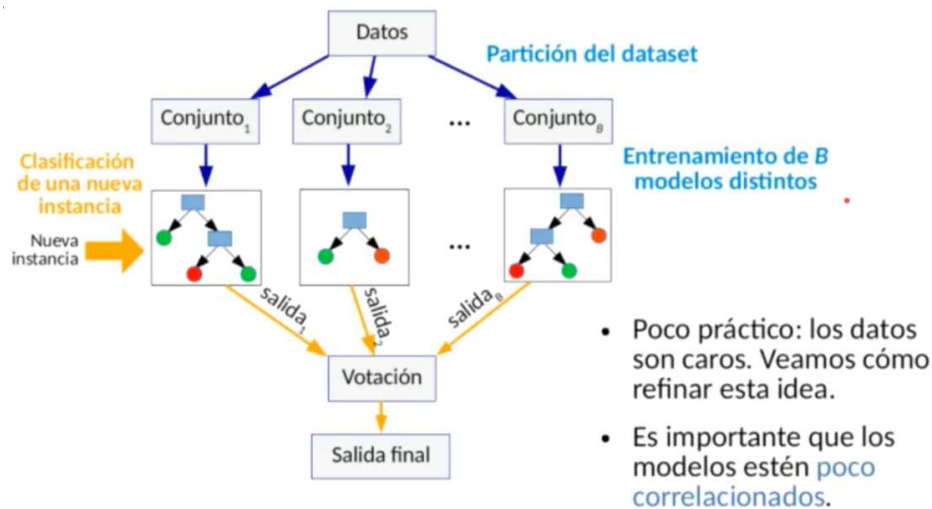 Datos
Partición del dataset
Conjunto1
Conjunto2
...
ConjuntoB
Clasificación
de una nueva
instancia
Entrenamiento de B
modelos distintos
Nueva
instancia
...
salida1
salida2
salidaB
Votación
Salida final
• Poco práctico: los datos
son caros. Veamos cómo
refinar esta idea.
• Es importante que los
modelos estén poco
correlacionados.